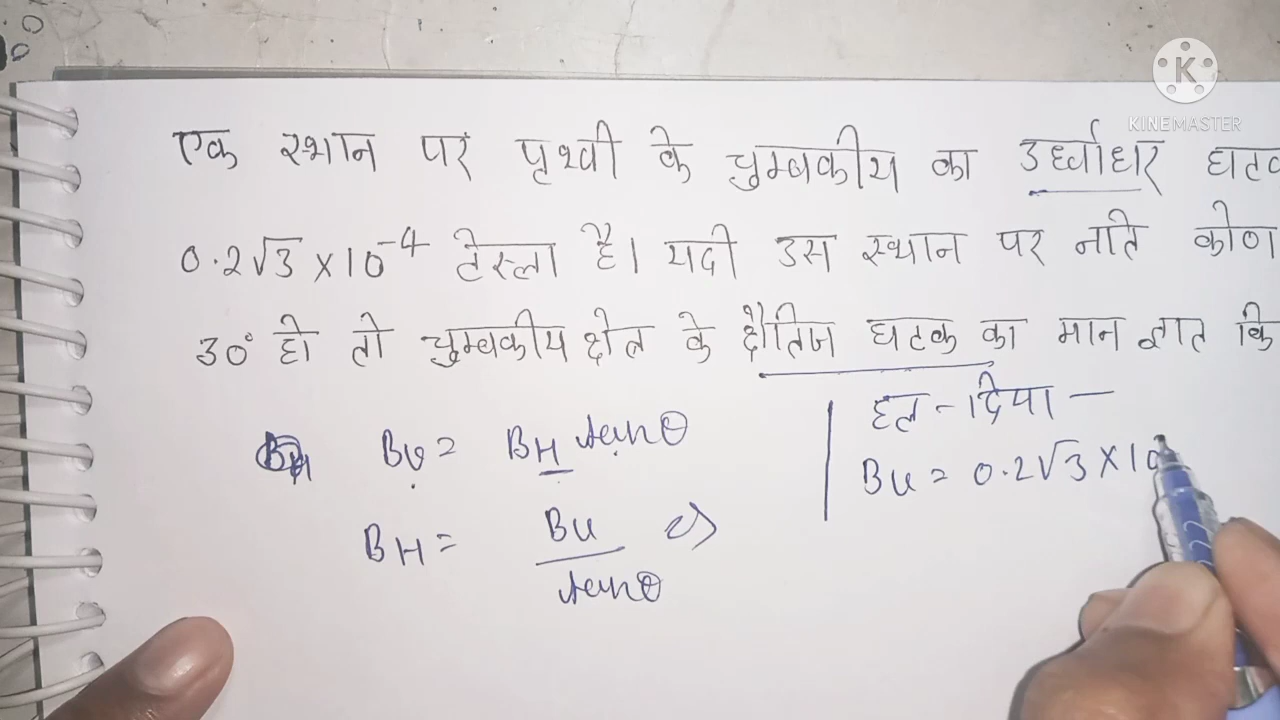 KINEMASTER
एक स्थान पर पृथ्वी के चुम्बकीय का उर्ध्वाधर घटक
0.2√3 × 10⁻⁴ टेस्ला है। यदी उस स्थान पर नति कोण
30° हो तो चुम्बकीय क्षेत्र के क्षैतिज घटक का मान ज्ञात कि
हल - दिया —
Bv = BH tanθ
Bv = 0.2√3 × 10
BH = Bv / tanθ ⇒